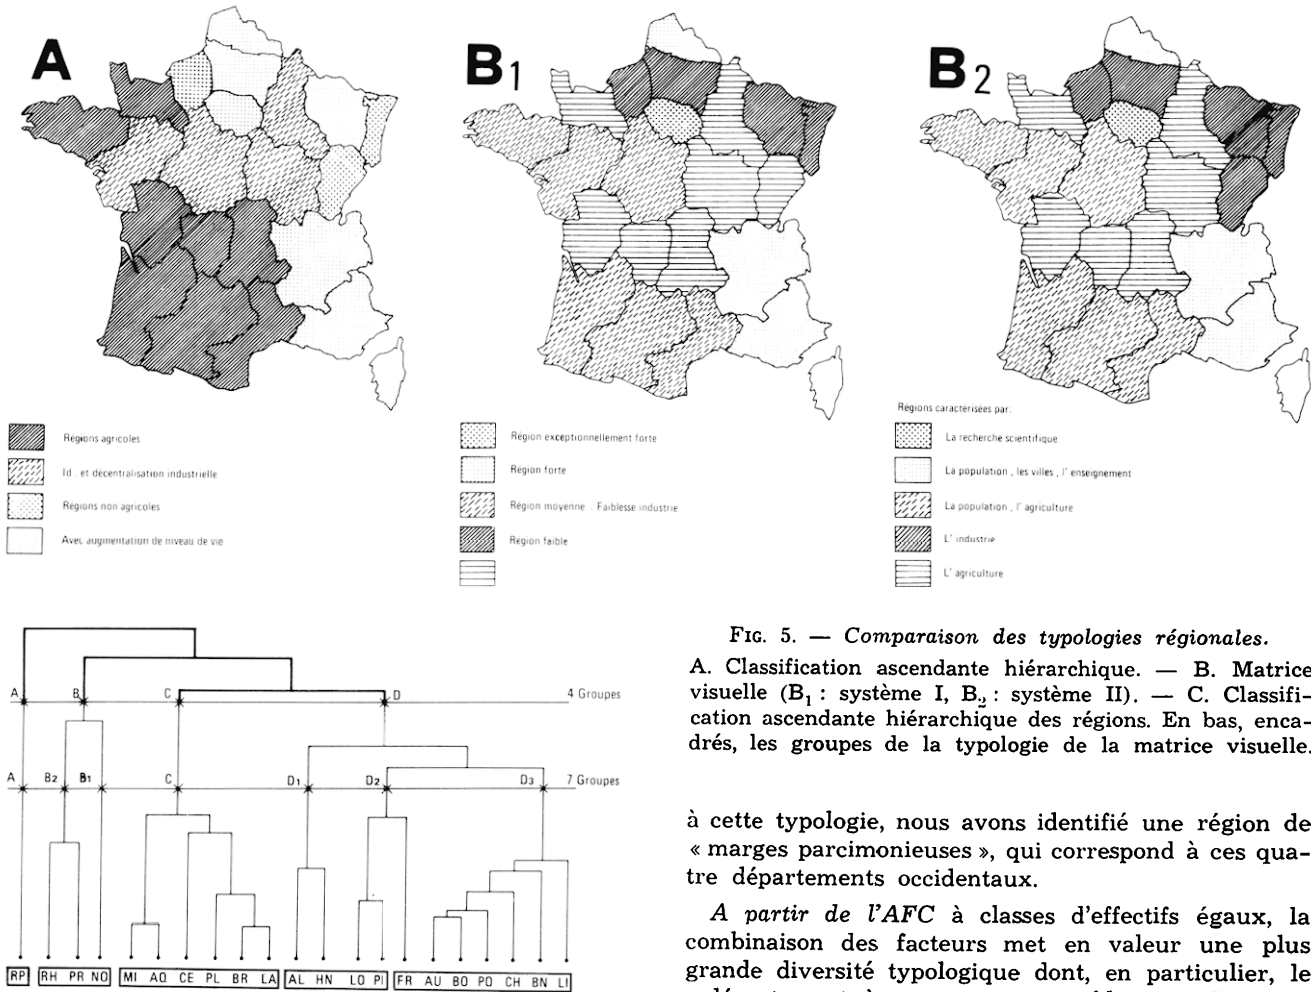 A
B1
B2
Régions agricoles
Id . et décentralisation industrielle
Régions non agricoles
Avec augmentation de niveau de vie
Région exceptionnellement forte
Région forte
Région moyenne . Faiblesse industrie
Région faible
Régions caractérisées par:
La recherche scientifique
La population , les villes , l' enseignement
La population , l' agriculture
L' industrie
L' agriculture
A B C D 4 Groupes
A B2 B1 C D1 D2 D3 7 Groupes
RP RH PR NO MI AQ CE PL BR LA AL HN LO PI FR AU BO PO CH BN LI
FIG. 5. — Comparaison des typologies régionales.
A. Classification ascendante hiérarchique. — B. Matrice
visuelle (B1 : système I, B2 : système II). — C. Classifi-
cation ascendante hiérarchique des régions. En bas, enca-
drés, les groupes de la typologie de la matrice visuelle.
à cette typologie, nous avons identifié une région de
« marges parcimonieuses », qui correspond à ces qua-
tre départements occidentaux.
A partir de l'AFC à classes d'effectifs égaux, la
combinaison des facteurs met en valeur une plus
grande diversité typologique dont, en particulier, le